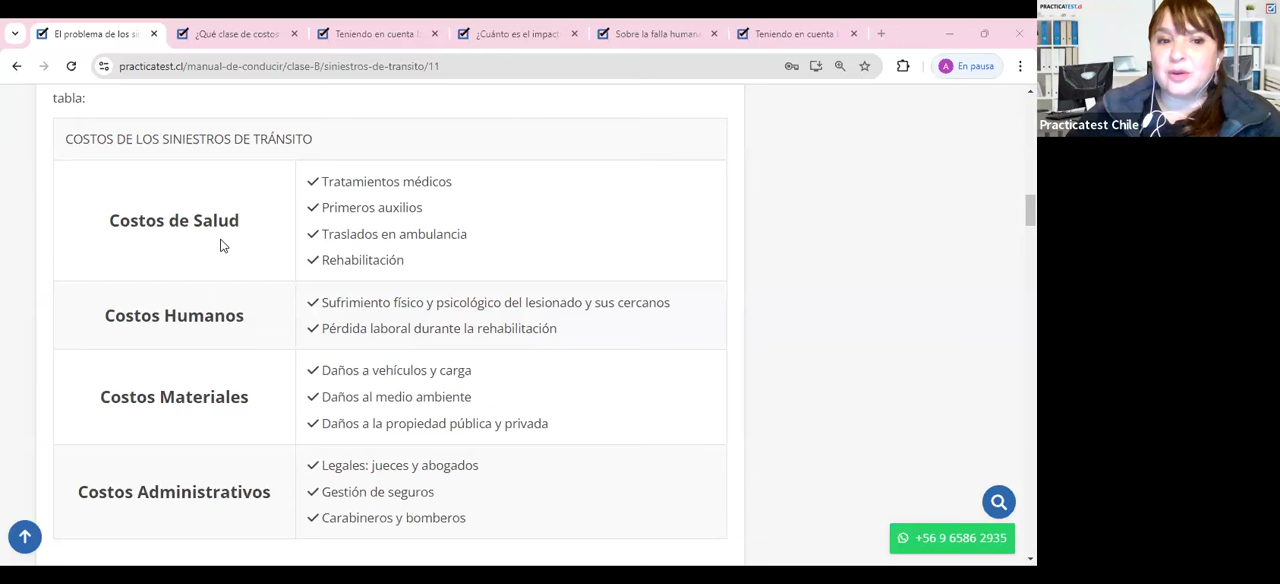 El problema de los si
¿Qué clase de costos
Teniendo en cuenta l
¿Cuánto es el impact
Sobre la falla humana
Teniendo en cuenta l
practicatest.cl/manual-de-conducir/clase-B/siniestros-de-transito/11
A En pausa
PRACTICATEST.cl
Practicatest Chile
tabla:
COSTOS DE LOS SINIESTROS DE TRÁNSITO
Costos de Salud
Tratamientos médicos
Primeros auxilios
Traslados en ambulancia
Rehabilitación
Costos Humanos
Sufrimiento físico y psicológico del lesionado y sus cercanos
Pérdida laboral durante la rehabilitación
Costos Materiales
Daños a vehículos y carga
Daños al medio ambiente
Daños a la propiedad pública y privada
Costos Administrativos
Legales: jueces y abogados
Gestión de seguros
Carabineros y bomberos
+56 9 6586 2935